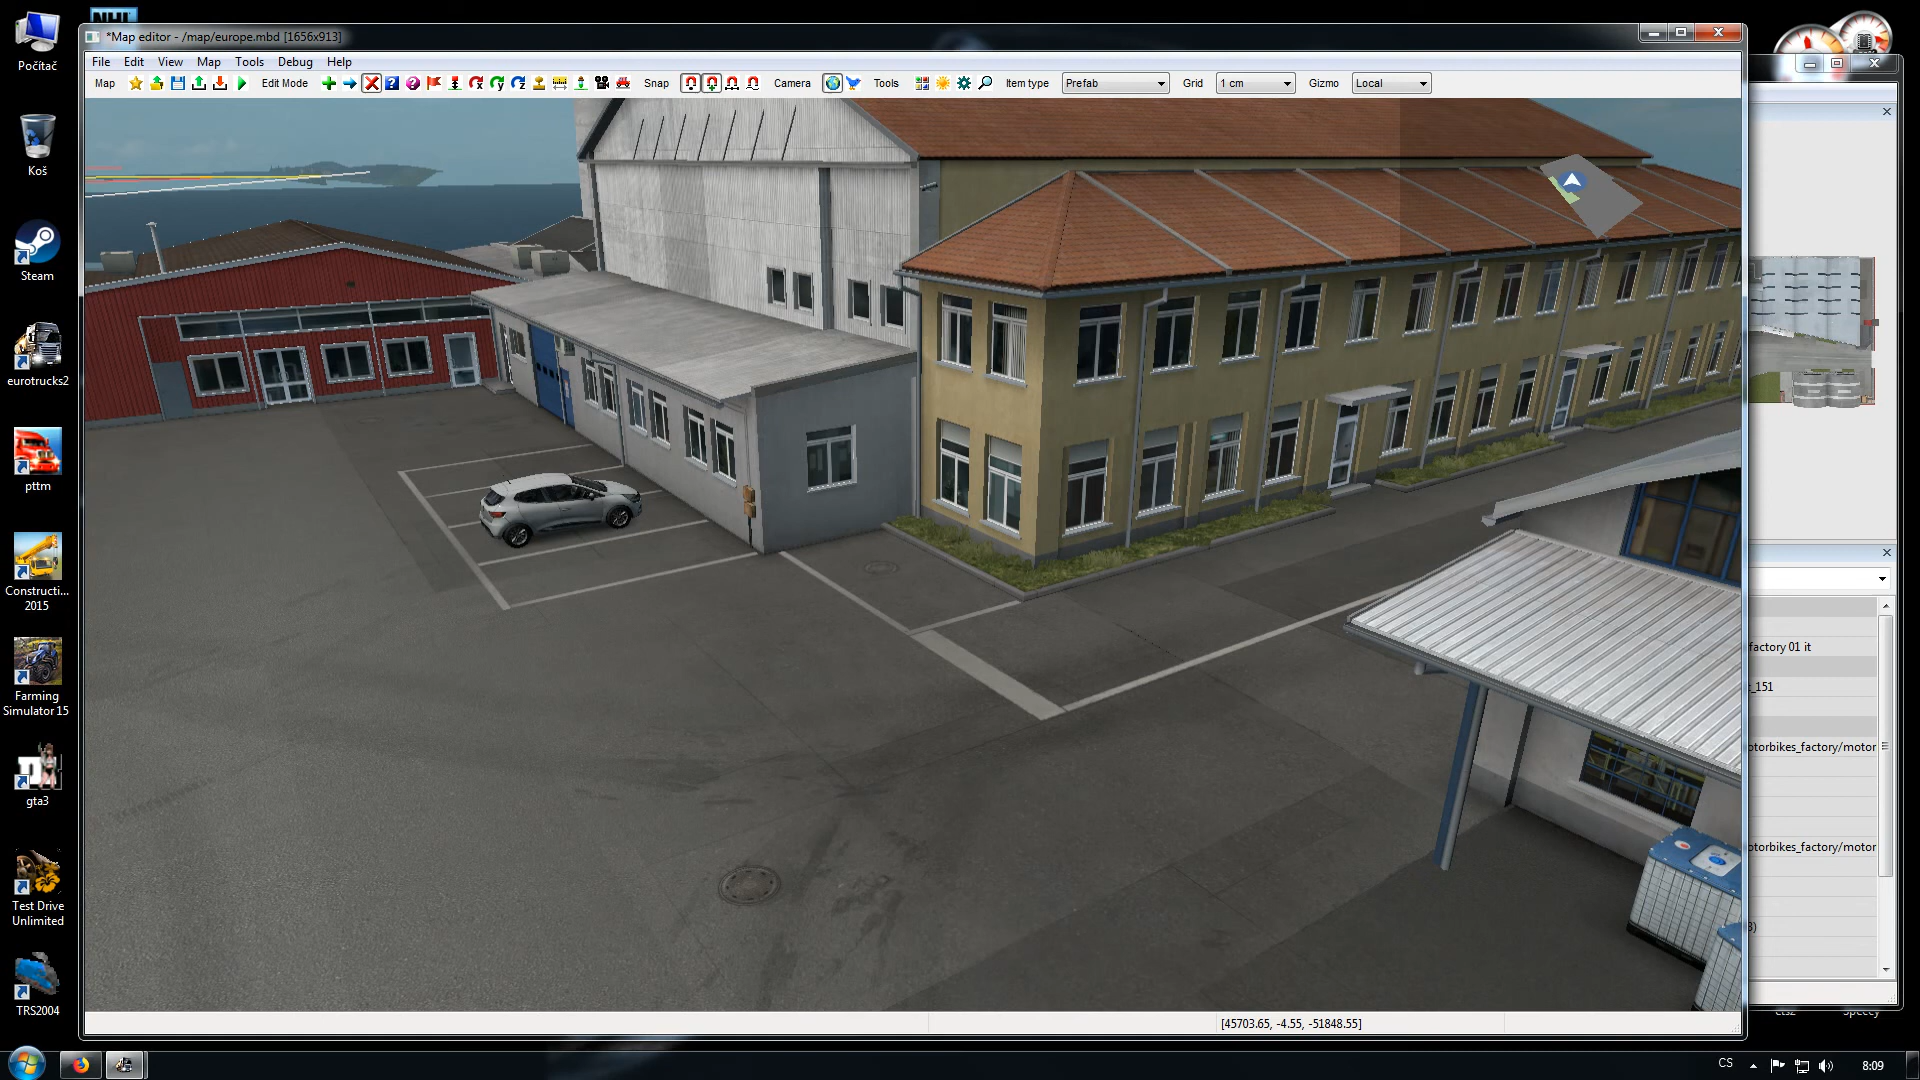 NHL
Počítač
Koš
Steam
eurotrucks2
pttm
Constructi...
2015
Farming
Simulator 15
gta3
Test Drive
Unlimited
TRS2004
*Map editor - /map/europe.mbd [1656x913]
File Edit View Map Tools Debug Help
Map Edit Mode Snap Camera Tools Item type Prefab Grid 1 cm Gizmo Local
factory 01 it
_151
otorbikes_factory/motor
otorbikes_factory/motor
[45703.65, -4.55, -51848.55]
CS 8:09